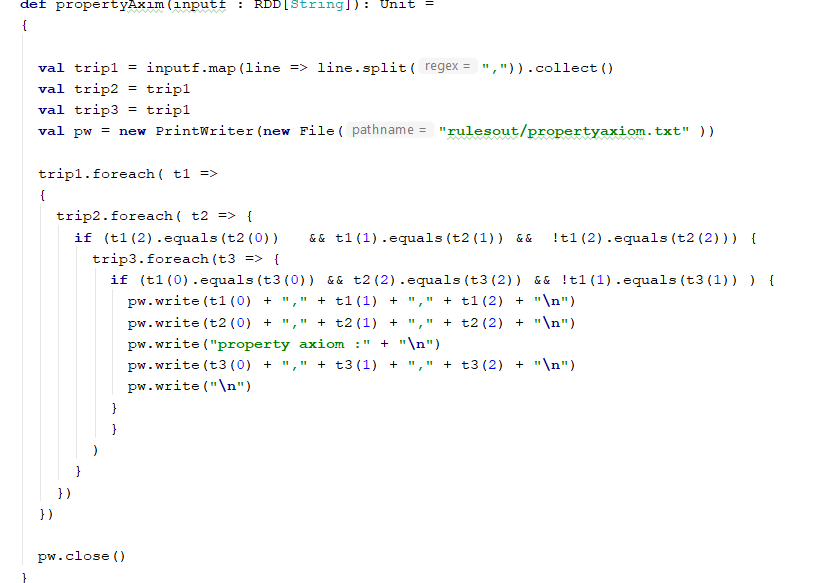 def propertyAxim(inputf : RDD[String]): Unit =
{
val trip1 = inputf.map(line => line.split( regex = ",")).collect()
val trip2 = trip1
val trip3 = trip1
val pw = new PrintWriter(new File( pathname = "rulesout/propertyaxiom.txt" ))
trip1.foreach( t1 =>
{
trip2.foreach( t2 => {
if (t1(2).equals(t2(0)) && t1(1).equals(t2(1)) && !t1(2).equals(t2(2))) {
trip3.foreach(t3 => {
if (t1(0).equals(t3(0)) && t2(2).equals(t3(2)) && !t1(1).equals(t3(1)) ) {
pw.write(t1(0) + "," + t1(1) + "," + t1(2) + "\n")
pw.write(t2(0) + "," + t2(1) + "," + t2(2) + "\n")
pw.write("property axiom :" + "\n")
pw.write(t3(0) + "," + t3(1) + "," + t3(2) + "\n")
pw.write("\n")
}
}
)
}
})
})
pw.close()
}